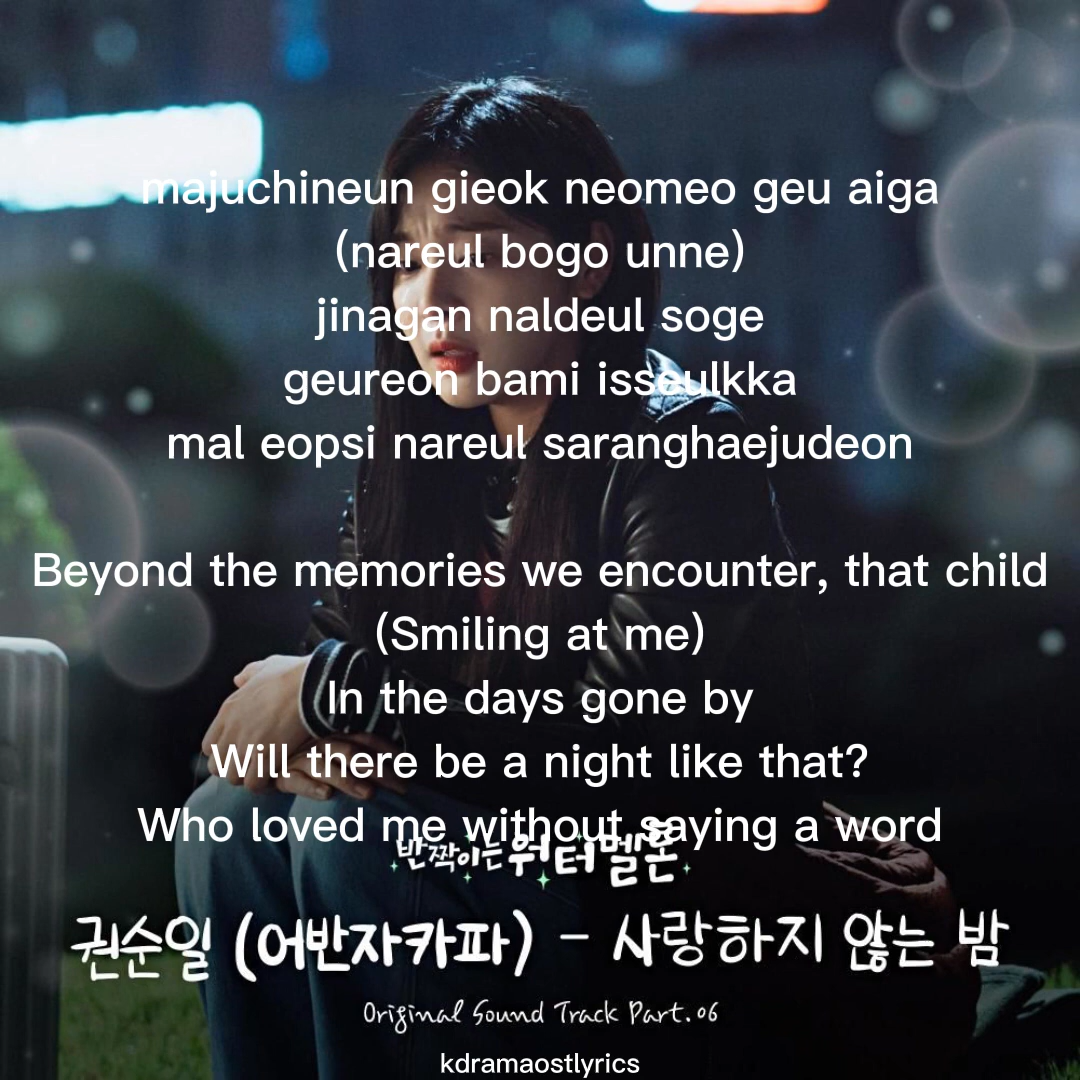 majuchineun gieok neomeo geu aiga
(nareul bogo unne)
jinagan naldeul soge
geureon bami isseulkka
mal eopsi nareul saranghaejudeon
Beyond the memories we encounter, that child
(Smiling at me)
In the days gone by
Will there be a night like that?
Who loved me without saying a word
반짝이는 워터멜론
권순일 (어반자카파) - 사랑하지 않는 밤
Original Sound Track Part.06
kdramaostlyrics